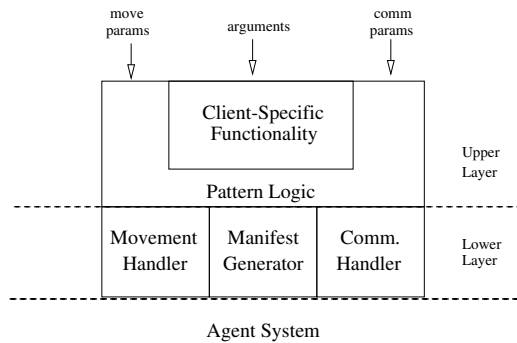 move
params
arguments
comm
params
Client-Specific
Functionality
Upper
Layer
Pattern Logic
Movement
Handler
Manifest
Generator
Comm.
Handler
Lower
Layer
Agent System